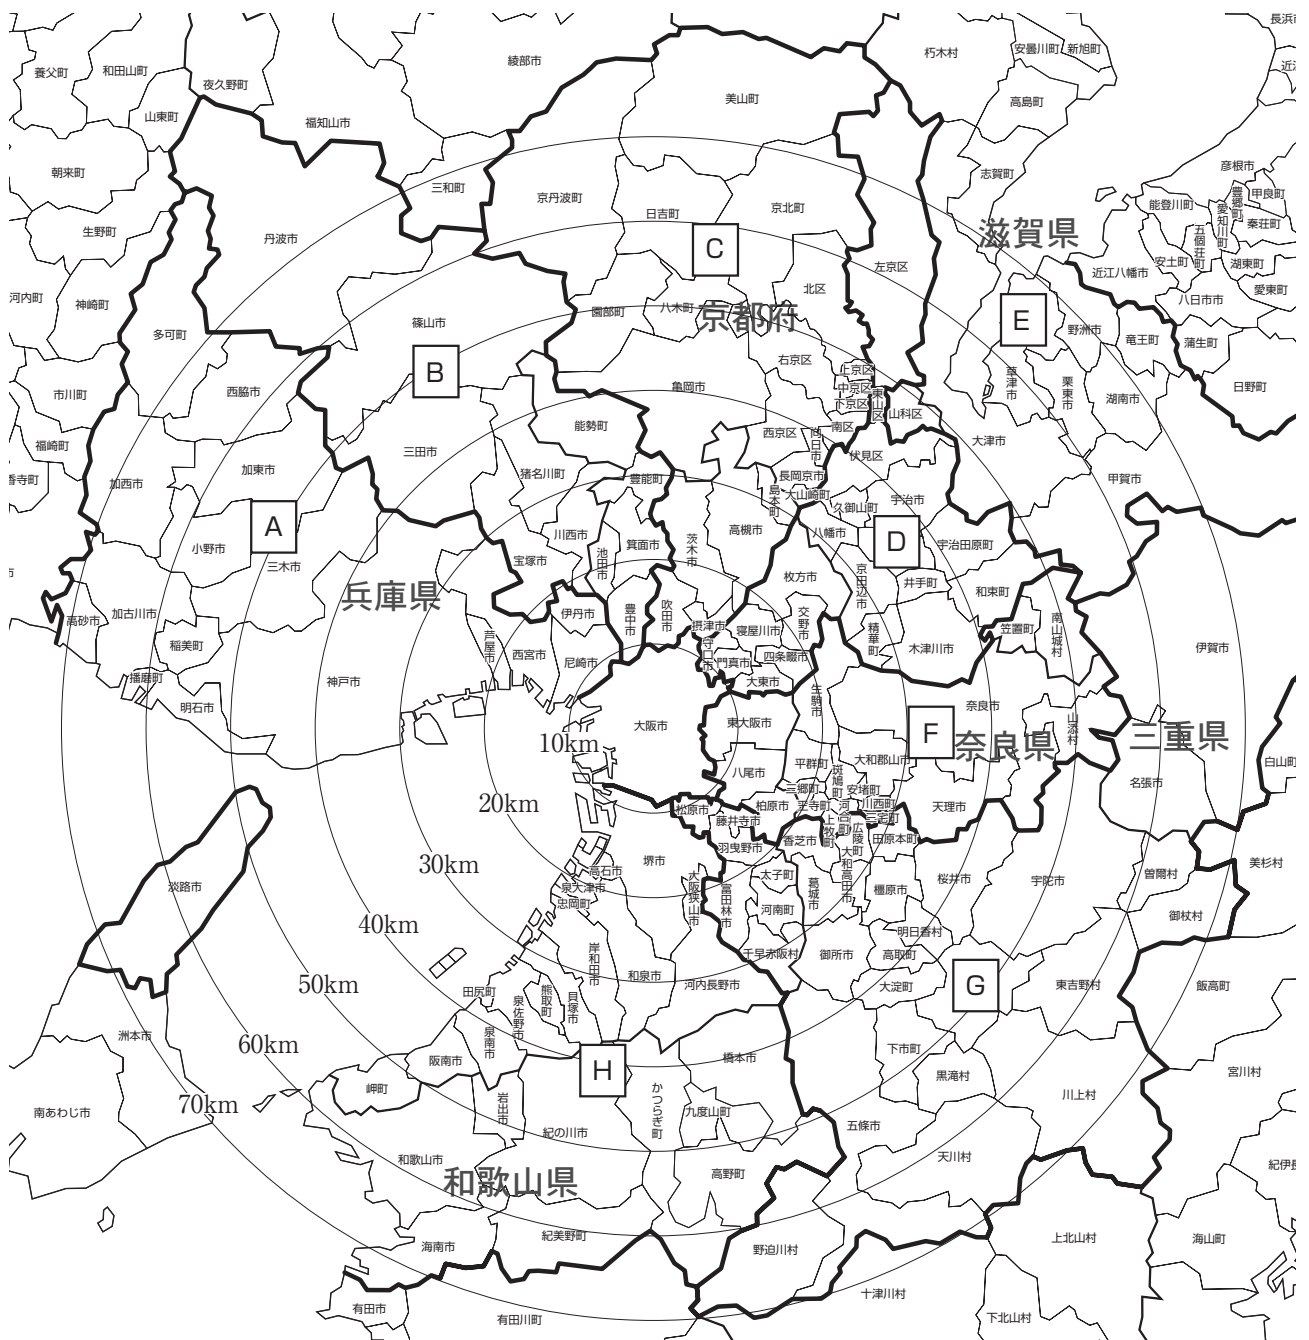 長浜市
養父町
和田山町
夜久野町
綾部市
朽木村
安曇川町
新旭町
近江
山東町
福知山市
美山町
高島町
朝来町
三和町
京丹波町
日吉町
京北町
志賀町
彦根市
能登川町
豊郷町
甲良町
生野町
丹波市
C
滋賀県
愛知川町
秦荘町
五個荘町
左京区
安土町
湖東町
近江八幡市
愛東町
河内町
神崎町
北区
八日市市
多可町
篠山市
園部町
八木町
京都府
E
野洲市
竜王町
蒲生町
B
右京区
上京区
中京区
下京区
東山区
山科区
草津市
栗東市
湖南市
日野町
市川町
西脇市
亀岡市
能勢町
西京区
向日市
南区
伏見区
大津市
福崎町
香寺町
加西市
加東市
三田市
猪名川町
豊能町
長岡京市
大山崎町
島本町
久御山町
宇治市
甲賀市
A
小野市
三木市
川西市
宝塚市
池田市
箕面市
茨木市
高槻市
八幡市
D
宇治田原町
市
枚方市
京田辺市
井手町
和束町
兵庫県
高砂市
加古川市
稲美町
伊丹市
豊中市
吹田市
摂津市
寝屋川市
交野市
精華町
木津川市
笠置町
南山城村
伊賀市
芦屋市
西宮市
尼崎市
守口市
門真市
四条畷市
大東市
播磨町
明石市
神戸市
生駒市
奈良市
大阪市
東大阪市
F
奈良県
山添村
三重県
10km
八尾市
平群町
斑鳩町
大和郡山市
名張市
白山町
三郷町
安堵町
20km
松原市
柏原市
王寺町
河合町
川西町
三宅町
天理市
藤井寺市
上牧町
広陵町
田原本町
羽曳野市
香芝市
美杉村
30km
堺市
高石市
泉大津市
忠岡町
大阪狭山市
富田林市
太子町
葛城市
大和高田市
橿原市
桜井市
宇陀市
曽爾村
淡路市
河南町
御杖村
40km
明日香村
岸和田市
和泉市
千早赤阪村
御所市
高取町
50km
田尻町
熊取町
貝塚市
河内長野市
大淀町
G
東吉野村
飯高町
泉佐野市
洲本市
60km
泉南市
阪南市
下市町
H
橋本市
黒滝村
宮川村
70km
岬町
南あわじ市
岩出市
かつらぎ町
九度山町
川上村
紀の川市
五條市
和歌山市
天川村
紀伊長
和歌山県
高野町
海南市
紀美野町
野迫川村
上北山村
海山町
有田市
有田川町
十津川村
下北山村